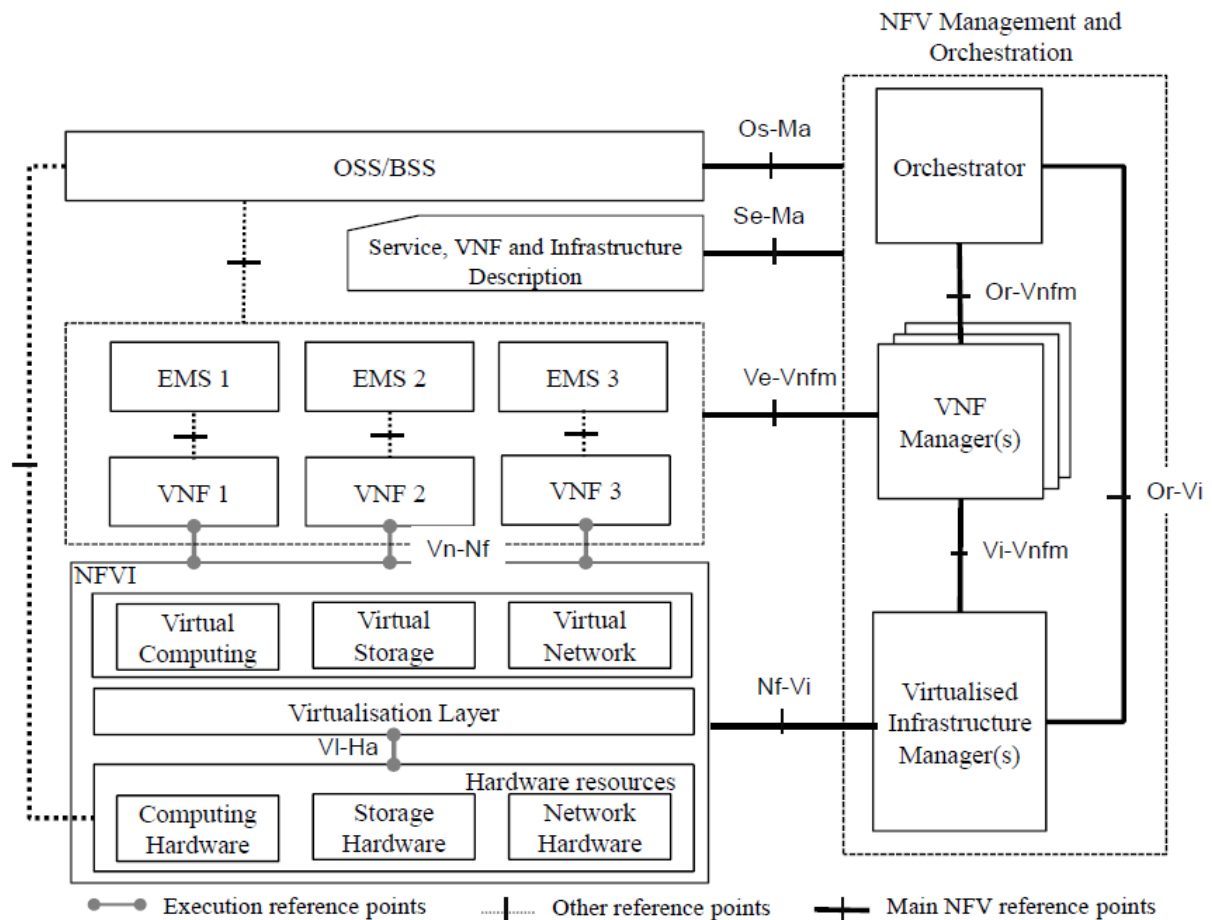 NFV Management and
Orchestration
Os-Ma
OSS/BSS
Orchestrator
Se-Ma
Service, VNF and Infrastructure
Description
Or-Vnfm
EMS 1
EMS 2
EMS 3
Ve-Vnfm
VNF
Manager(s)
VNF 1
VNF 2
VNF 3
Or-Vi
Vn-Nf
Vi-Vnfm
NFVI
Virtual
Computing
Virtual
Storage
Virtual
Network
Nf-Vi
Virtualised
Infrastructure
Manager(s)
Virtualisation Layer
Vl-Ha
Hardware resources
Computing
Hardware
Storage
Hardware
Network
Hardware
Execution reference points
Other reference points
Main NFV reference points